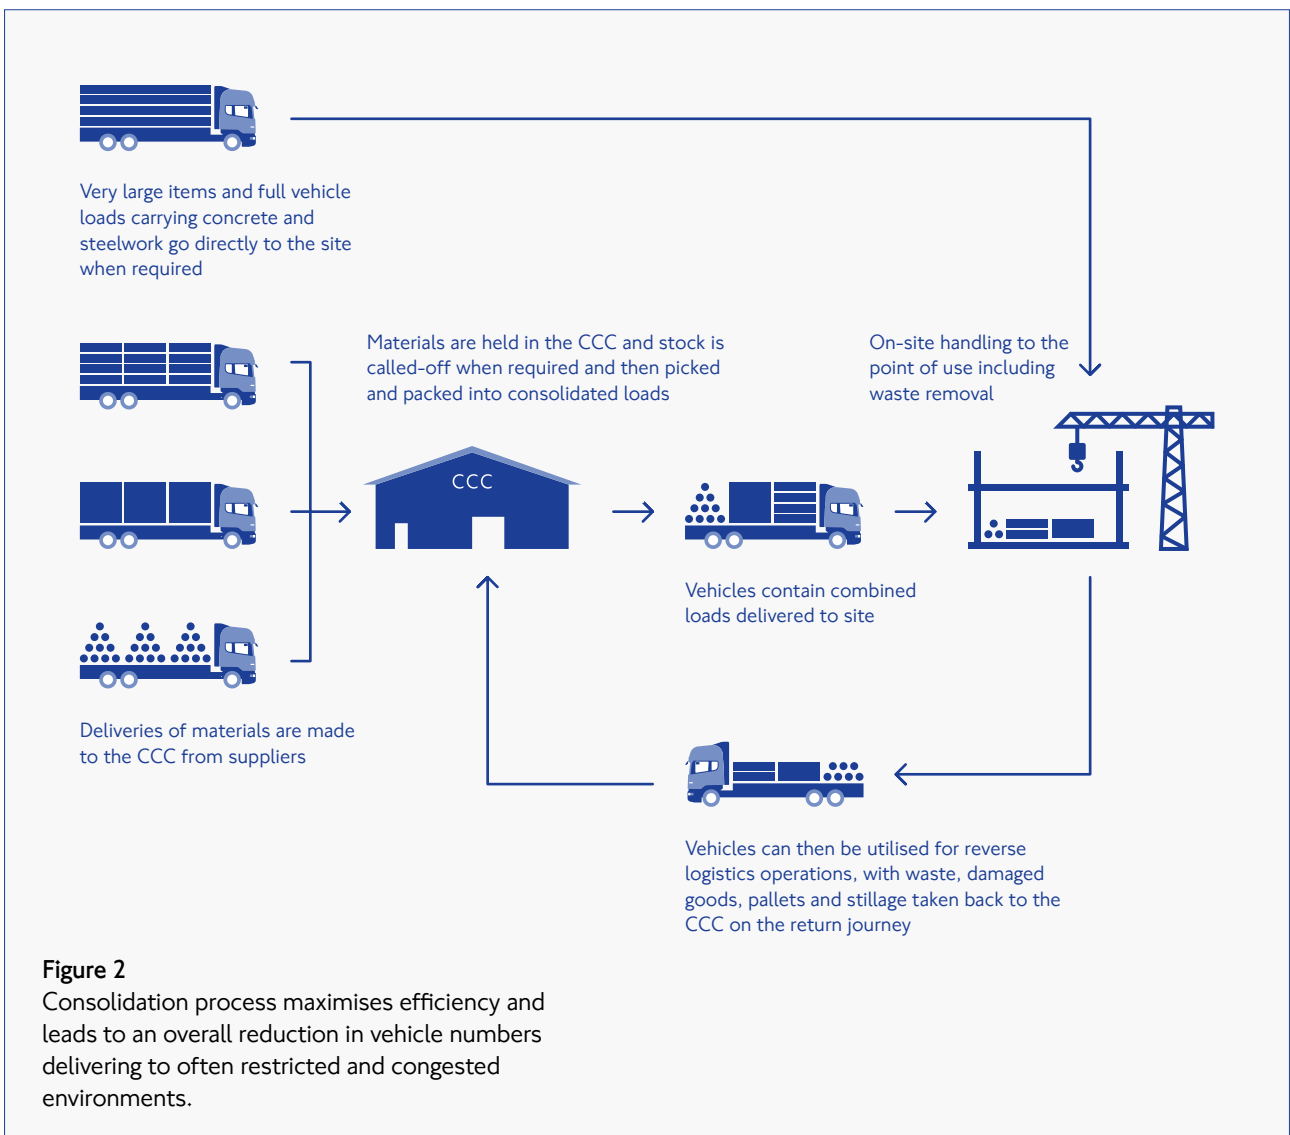 Very large items and full vehicle
loads carrying concrete and
steelwork go directly to the site
when required
Materials are held in the CCC and stock is
called-off when required and then picked
and packed into consolidated loads
On-site handling to the
point of use including
waste removal
CCC
Vehicles contain combined
loads delivered to site
Deliveries of materials are made
to the CCC from suppliers
Vehicles can then be utilised for reverse
logistics operations, with waste, damaged
goods, pallets and stillage taken back to the
CCC on the return journey
Figure 2
Consolidation process maximises efficiency and
leads to an overall reduction in vehicle numbers
delivering to often restricted and congested
environments.